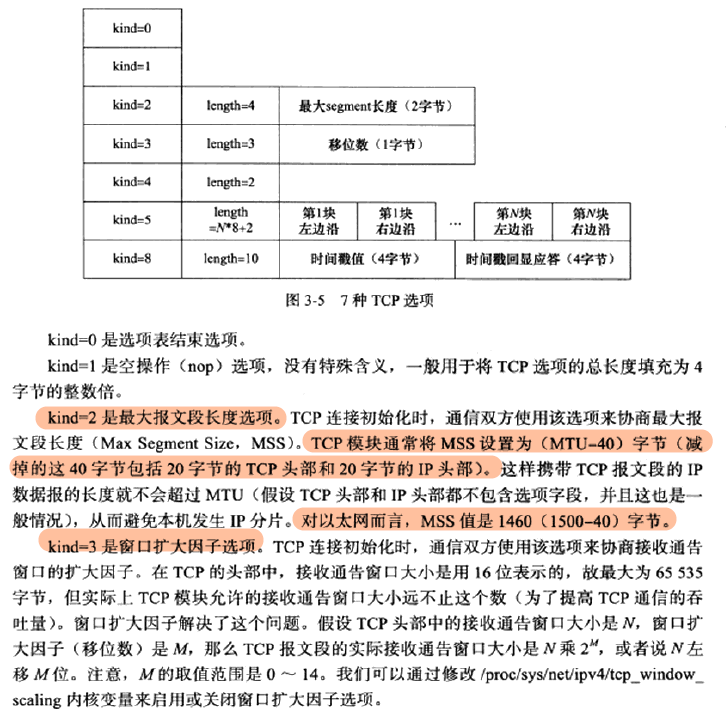 kind=0
kind=1
kind=2 length=4 最大segment长度（2字节）
kind=3 length=3 移位数（1字节）
kind=4 length=2
kind=5 length =N*8+2 第1块左边沿 第1块右边沿 … 第N块左边沿 第N块右边沿
kind=8 length=10 时间戳值（4字节） 时间戳回显应答（4字节）
图 3-5 7 种 TCP 选项
kind=0 是选项表结束选项。
kind=1 是空操作（nop）选项，没有特殊含义，一般用于将 TCP 选项的总长度填充为 4
字节的整数倍。
kind=2 是最大报文段长度选项。TCP 连接初始化时，通信双方使用该选项来协商最大报
文段长度（Max Segment Size，MSS）。TCP 模块通常将 MSS 设置为（MTU-40）字节（减
掉的这 40 字节包括 20 字节的 TCP 头部和 20 字节的 IP 头部）。这样携带 TCP 报文段的 IP
数据报的长度就不会超过 MTU（假设 TCP 头部和 IP 头部都不包含选项字段，并且这也是一
般情况），从而避免本机发生 IP 分片。对以太网而言，MSS 值是 1460（1500-40）字节。
kind=3 是窗口扩大因子选项。TCP 连接初始化时，通信双方使用该选项来协商接收通告
窗口的扩大因子。在 TCP 的头部中，接收通告窗口大小是用 16 位表示的，故最大为 65 535
字节，但实际上 TCP 模块允许的接收通告窗口大小远不止这个数（为了提高 TCP 通信的吞
吐量）。窗口扩大因子解决了这个问题。假设 TCP 头部中的接收通告窗口大小是 N，窗口扩
大因子（移位数）是 M，那么 TCP 报文段的实际接收通告窗口大小是 N 乘 2^M，或者说 N 左
移 M 位。注意，M 的取值范围是 0 ～ 14。我们可以通过修改 /proc/sys/net/ipv4/tcp_window_
scaling 内核变量来启用或关闭窗口扩大因子选项。